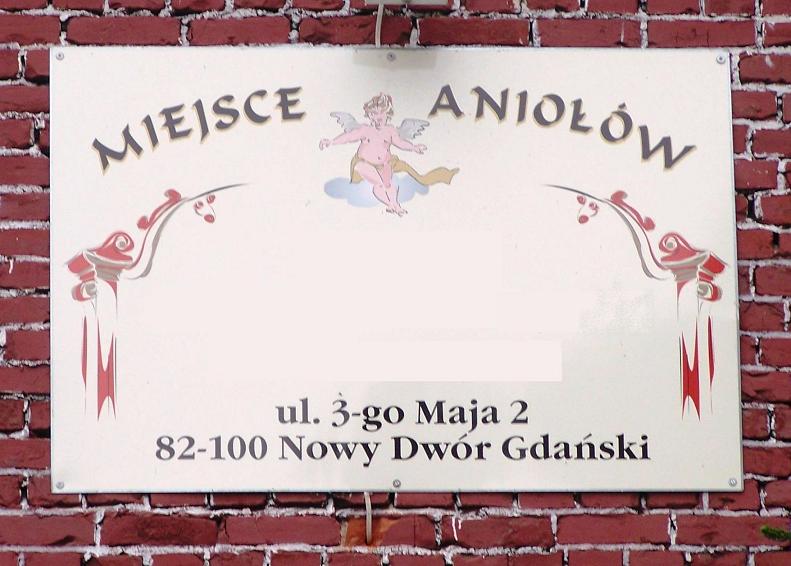 MIEJSCE ANIOŁÓW
ul. 3-go Maja 2
82-100 Nowy Dwór Gdański